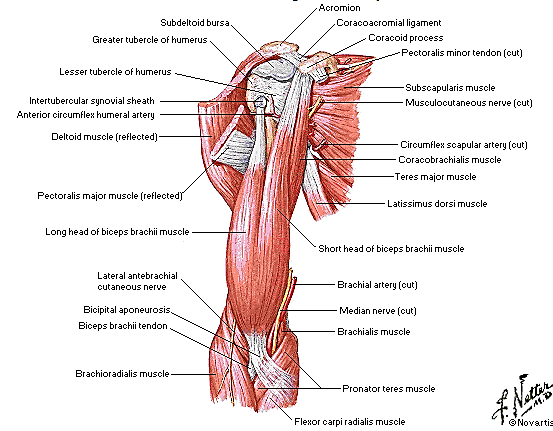 Acromion
Subdeltoid bursa
Coracoacromial ligament
Greater tubercle of humerus
Coracoid process
Pectoralis minor tendon (cut)
Lesser tubercle of humerus
Subscapularis muscle
Intertubercular synovial sheath
Musculocutaneous nerve (cut)
Anterior circumflex humeral artery
Deltoid muscle (reflected)
Circumflex scapular artery (cut)
Coracobrachialis muscle
Teres major muscle
Pectoralis major muscle (reflected)
Latissimus dorsi muscle
Long head of biceps brachii muscle
Short head of biceps brachii muscle
Lateral antebrachial
cutaneous nerve
Brachial artery (cut)
Bicipital aponeurosis
Median nerve (cut)
Biceps brachii tendon
Brachialis muscle
Brachioradialis muscle
Pronator teres muscle
Flexor carpi radialis muscle
F. Netter
M.D.
©Novartis